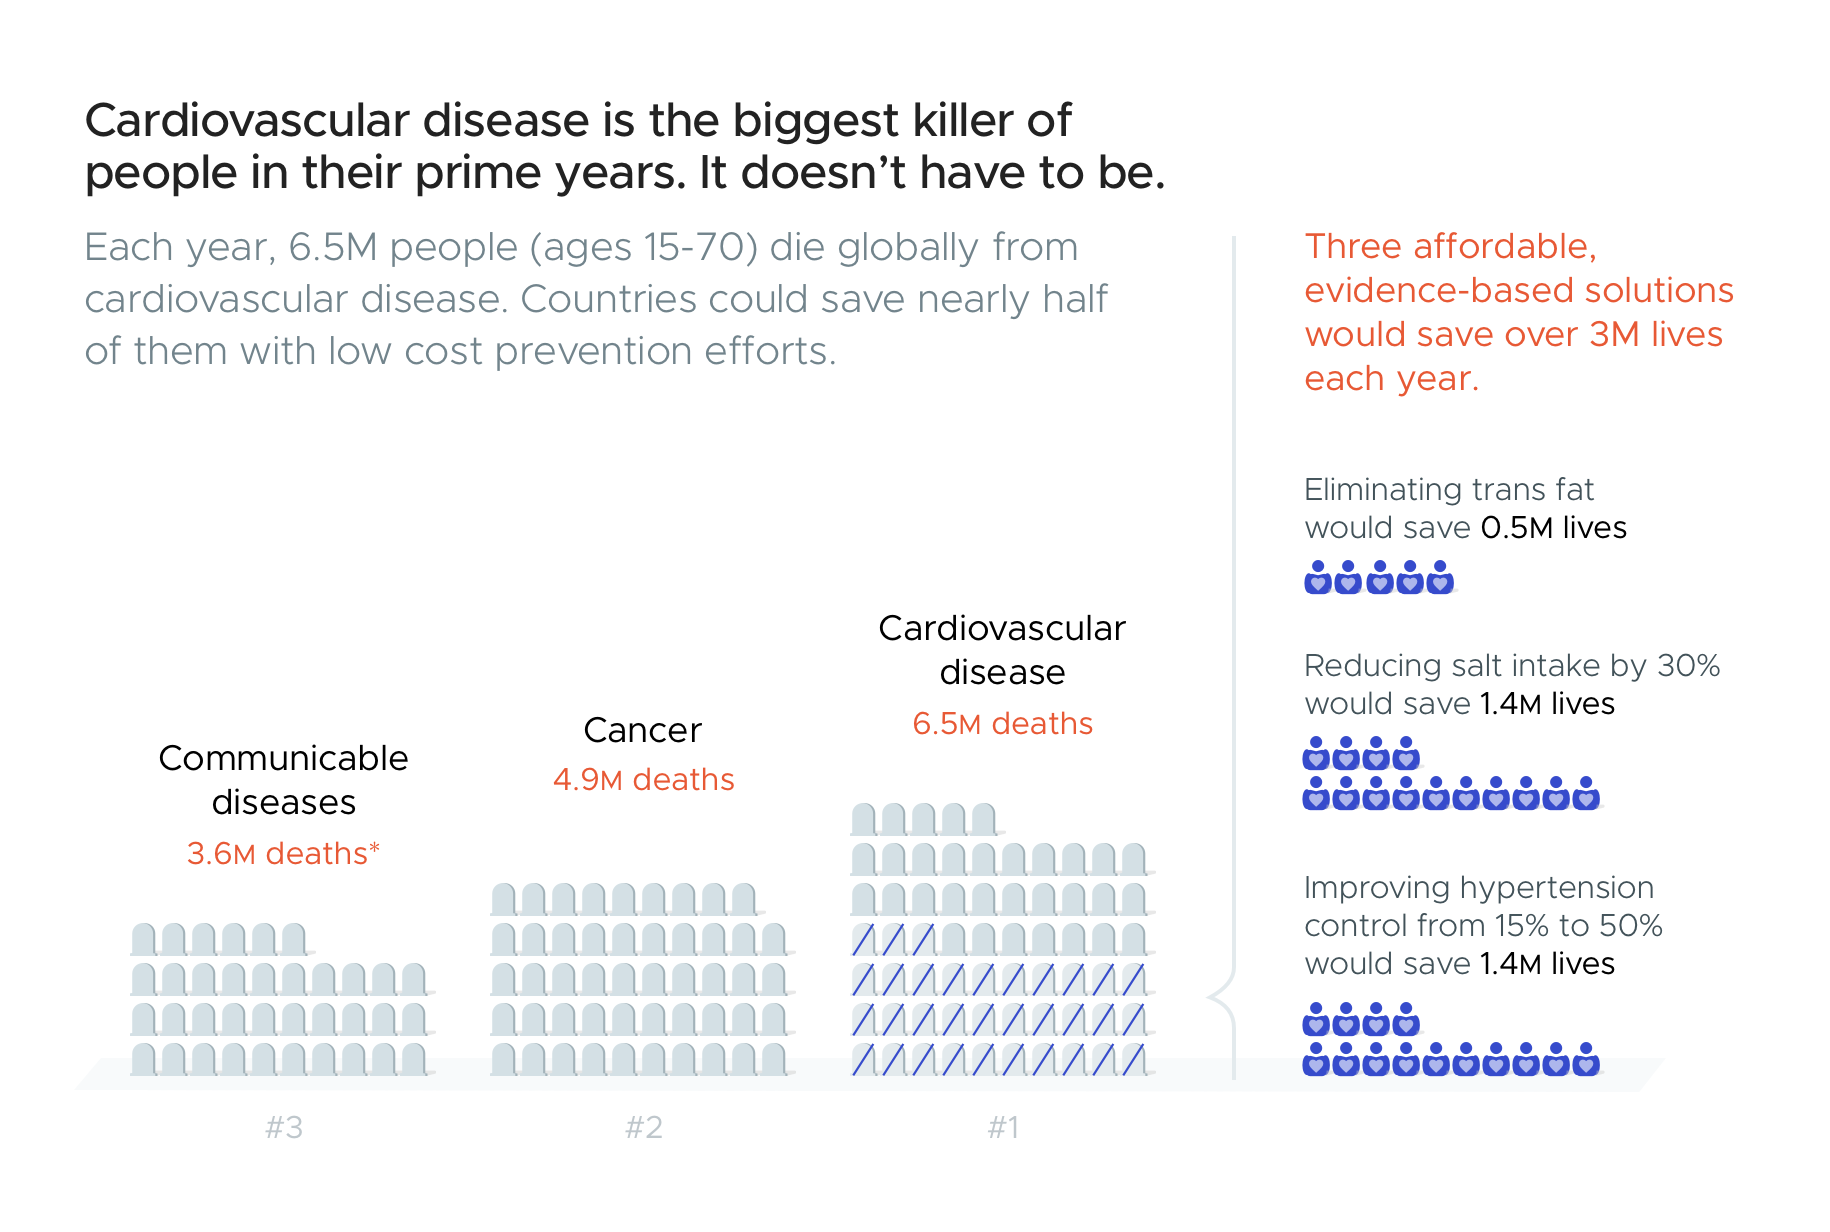 Cardiovascular disease is the biggest killer of
people in their prime years. It doesn’t have to be.
Each year, 6.5M people (ages 15-70) die globally from
cardiovascular disease. Countries could save nearly half
of them with low cost prevention efforts.
Communicable
diseases
3.6M deaths*
#3
Cancer
4.9M deaths
#2
Cardiovascular
disease
6.5M deaths
#1
Three affordable,
evidence-based solutions
would save over 3M lives
each year.
Eliminating trans fat
would save 0.5M lives
Reducing salt intake by 30%
would save 1.4M lives
Improving hypertension
control from 15% to 50%
would save 1.4M lives